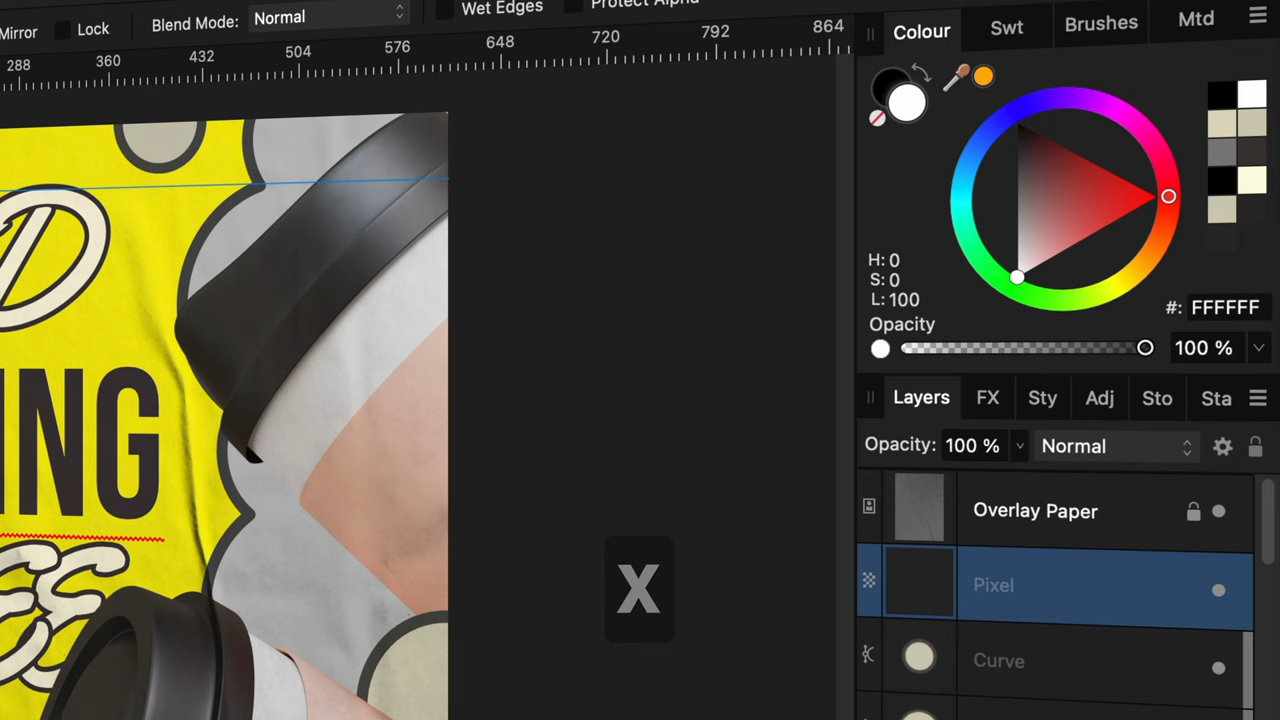 Mirror Lock Blend Mode: Normal Wet Edges Protect Alpha
288 360 432 504 576 648 720 792 864
Colour Swt Brushes Mtd
H: 0
S: 0
L: 100
#: FFFFFF
Opacity
100 %
Layers FX Sty Adj Sto Sta
Opacity: 100 % Normal
Overlay Paper
Pixel
Curve
D
ING
X